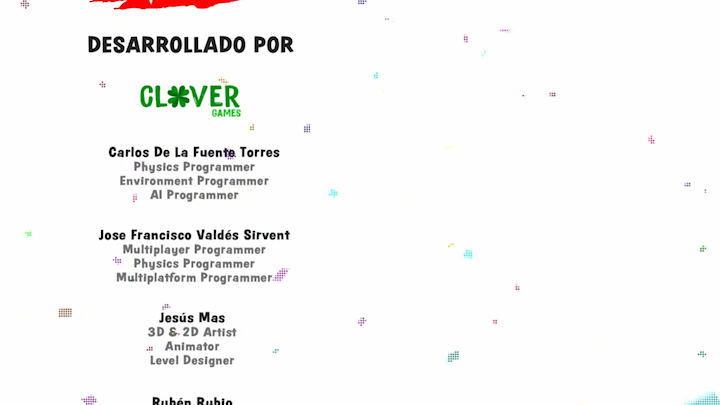 DESARROLLADO POR
CLOVER
GAMES
Carlos De La Fuente Torres
Physics Programmer
Environment Programmer
AI Programmer
Jose Francisco Valdés Sirvent
Multiplayer Programmer
Physics Programmer
Multiplatform Programmer
Jesús Mas
3D & 2D Artist
Animator
Level Designer
Rubén Rubio